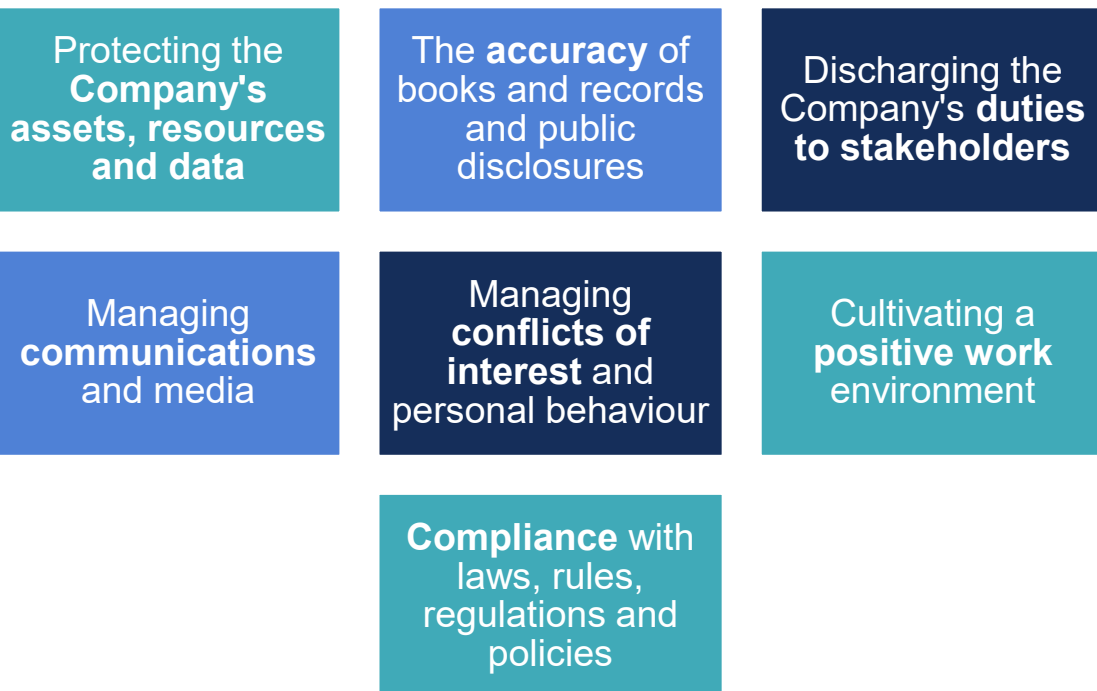 Protecting the
Company's
assets, resources
and data
The accuracy of
books and records
and public
disclosures
Discharging the
Company's duties
to stakeholders
Managing
communications
and media
Managing
conflicts of
interest and
personal behaviour
Cultivating a
positive work
environment
Compliance with
laws, rules,
regulations and
policies